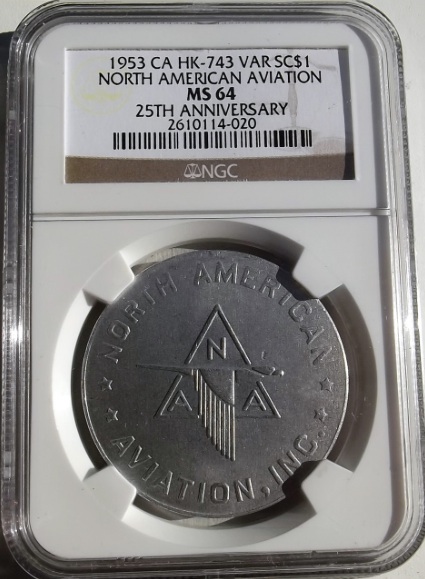 1953 CA HK-743 VAR SC$1
NORTH AMERICAN AVIATION
MS 64
25TH ANNIVERSARY
2610114-020
NGC
NORTH AMERICAN
N
A A
AVIATION, INC.